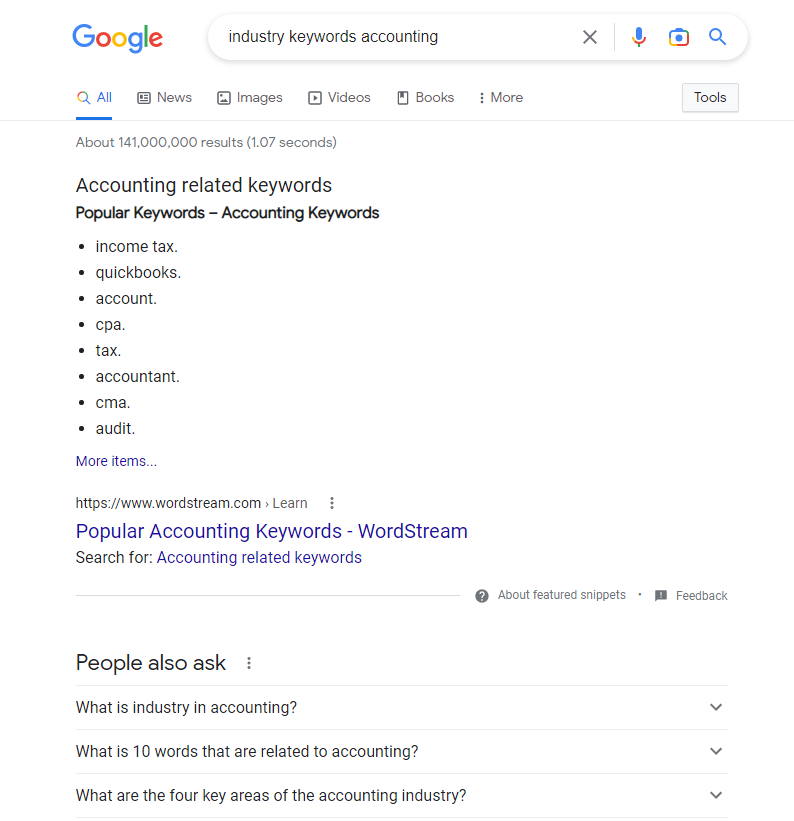 Google
industry keywords accounting
All News Images Videos Books More Tools
About 141,000,000 results (1.07 seconds)
Accounting related keywords
Popular Keywords – Accounting Keywords
income tax.
quickbooks.
account.
cpa.
tax.
accountant.
cma.
audit.
More items...
https://www.wordstream.com › Learn
Popular Accounting Keywords - WordStream
Search for: Accounting related keywords
About featured snippets • Feedback
People also ask
What is industry in accounting?
What is 10 words that are related to accounting?
What are the four key areas of the accounting industry?